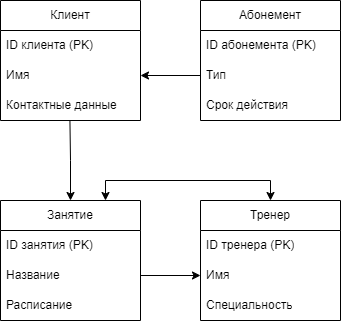 Клиент
ID клиента (PK)
Имя
Контактные данные
Абонемент
ID абонемента (PK)
Тип
Срок действия
Занятие
ID занятия (PK)
Название
Расписание
Тренер
ID тренера (PK)
Имя
Специальность